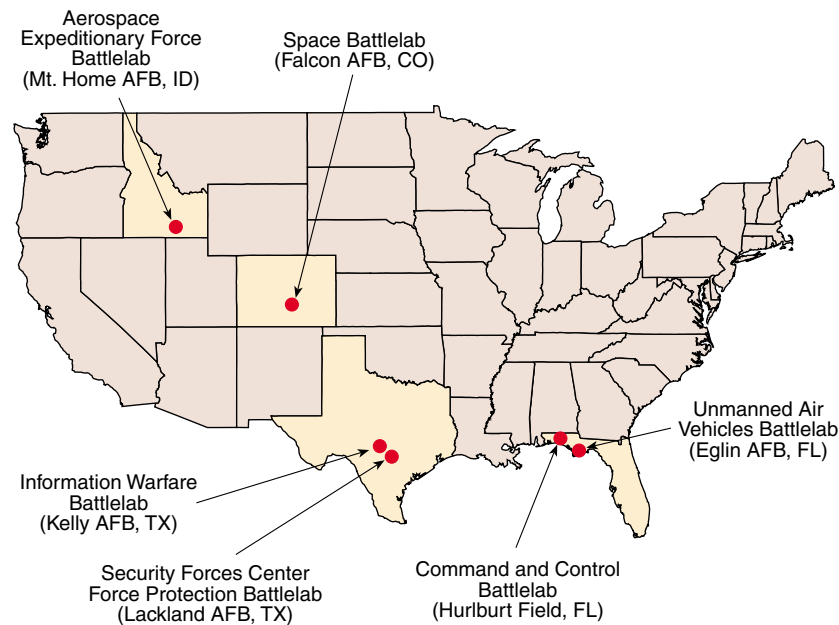 Aerospace
Expeditionary Force
Battlelab
(Mt. Home AFB, ID)
Space Battlelab
(Falcon AFB, CO)
Unmanned Air
Vehicles Battlelab
(Eglin AFB, FL)
Information Warfare
Battlelab
(Kelly AFB, TX)
Security Forces Center
Force Protection Battlelab
(Lackland AFB, TX)
Command and Control
Battlelab
(Hurlburt Field, FL)